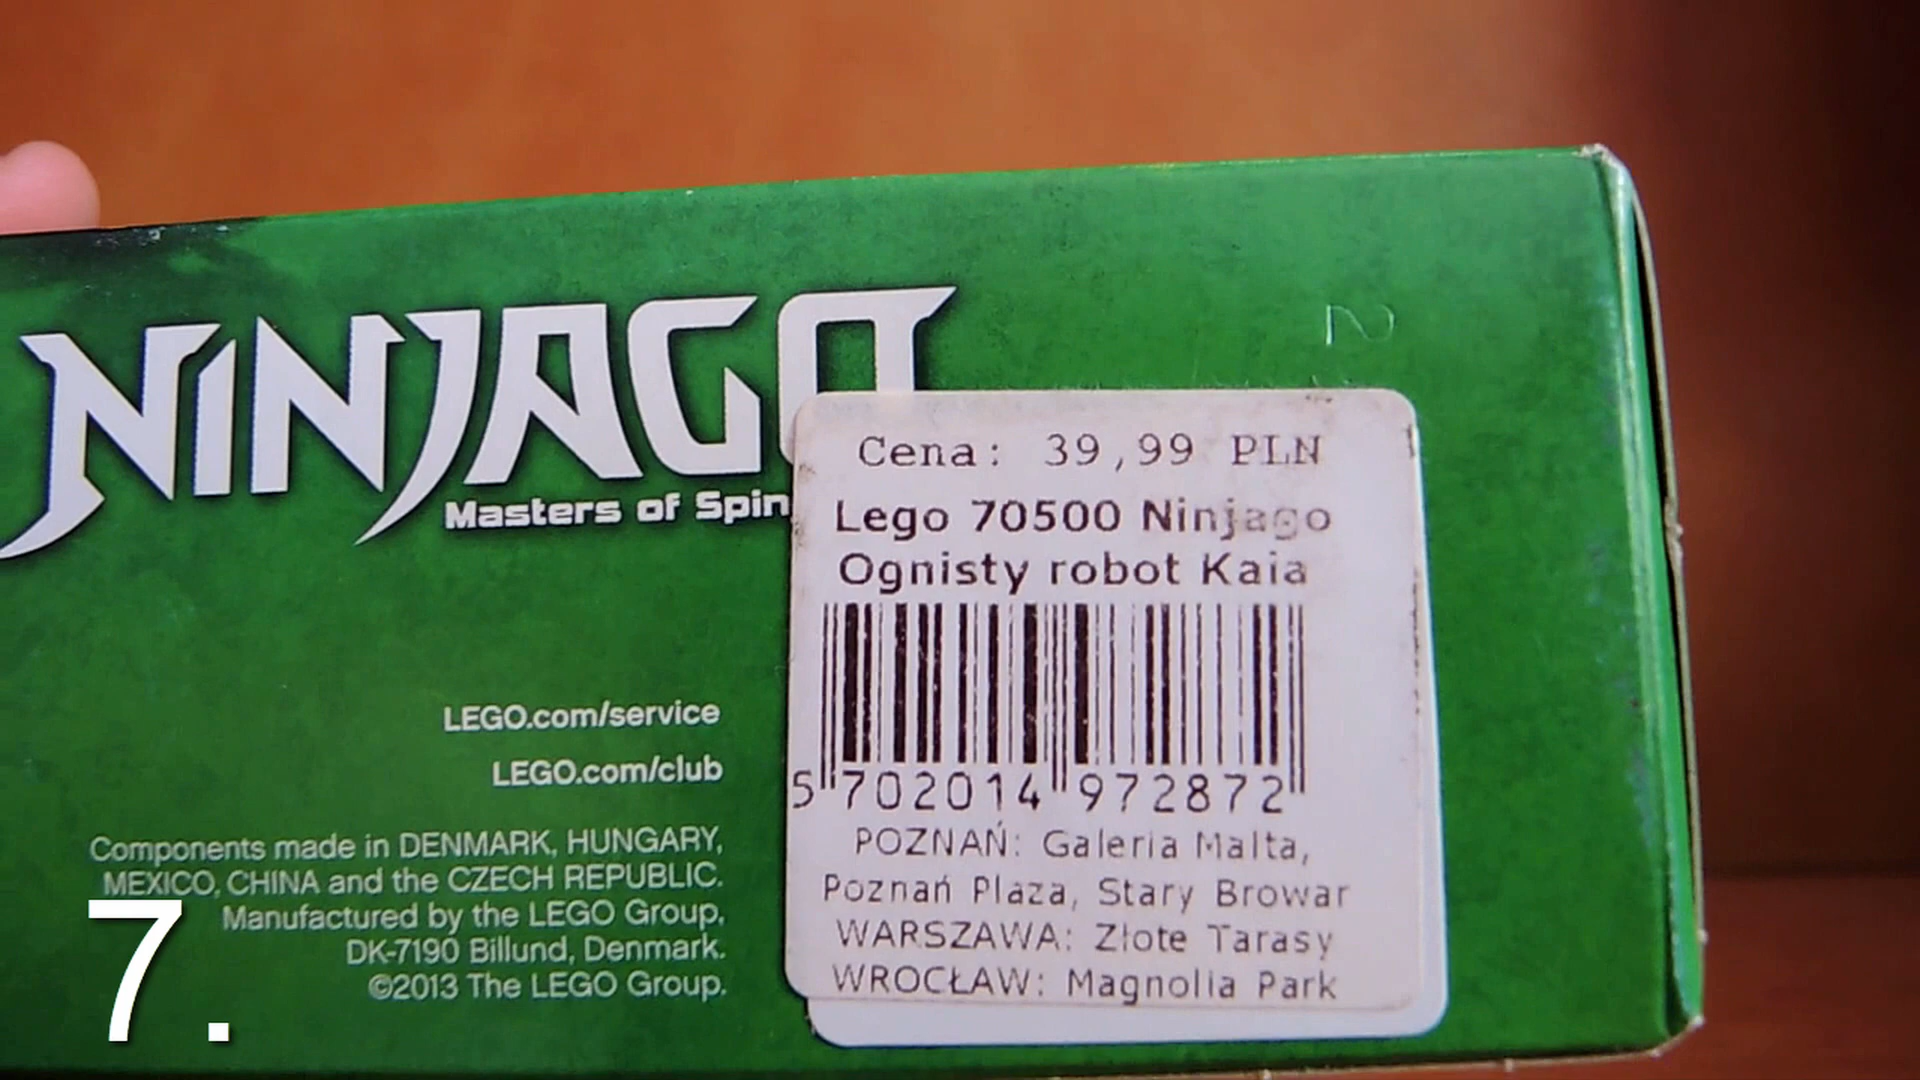 NINJAGO
Masters of Spin
Cena: 39,99 PLN
Lego 70500 Ninjago
Ognisty robot Kaia
5 702014 972872
POZNAŃ: Galeria Malta,
Poznań Plaza, Stary Browar
WARSZAWA: Złote Tarasy
WROCŁAW: Magnolia Park
LEGO.com/service
LEGO.com/club
Components made in DENMARK, HUNGARY,
MEXICO, CHINA and the CZECH REPUBLIC.
Manufactured by the LEGO Group,
DK-7190 Billund, Denmark.
©2013 The LEGO Group.
7.
2